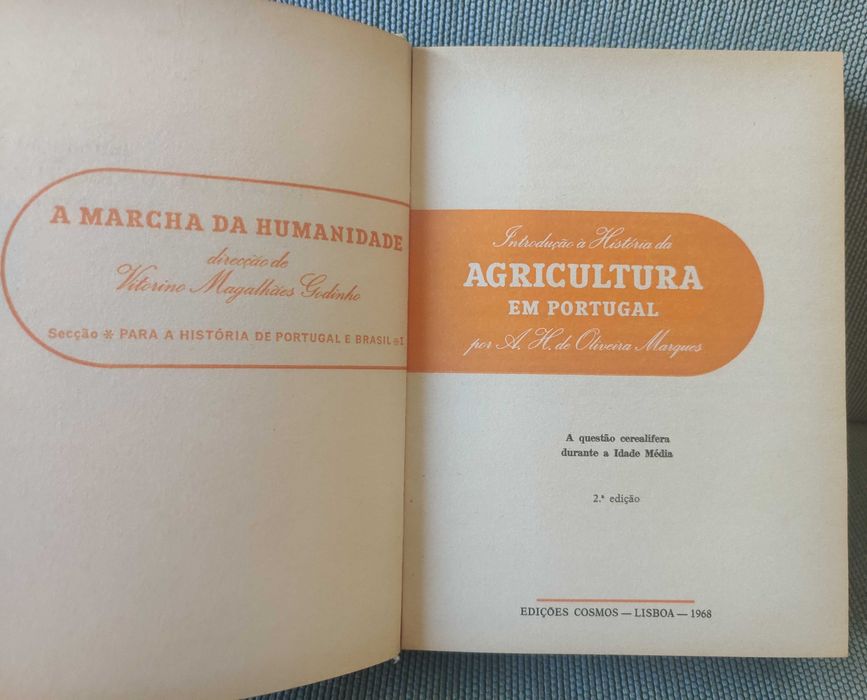 A MARCHA DA HUMANIDADE
direcção de
Vitorino Magalhães Godinho
Secção * PARA A HISTÓRIA DE PORTUGAL E BRASIL * I
Introdução à História da
AGRICULTURA
EM PORTUGAL
por A. H. de Oliveira Marques
A questão cerealífera
durante a Idade Média
2.ª edição
EDIÇÕES COSMOS — LISBOA — 1968